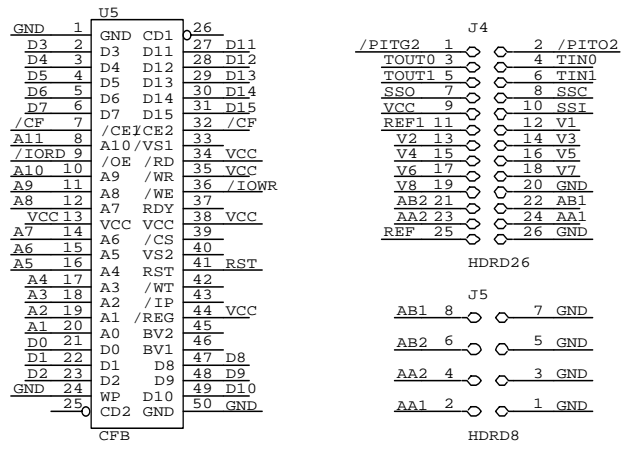 U5
GND 1 GND CD1 26
D3 2 D3 D11 27 D11
D4 3 D4 D12 28 D12
D5 4 D5 D13 29 D13
D6 5 D6 D14 30 D14
D7 6 D7 D15 31 D15
/CF 7 /CE1 /CE2 32 /CF
A11 8 A10 /VS1 33
/IORD 9 /OE /RD 34 VCC
A10 10 A9 /WR 35 VCC
A9 11 A8 /WE 36 /IOWR
A8 12 A7 RDY 37
VCC 13 VCC VCC 38 VCC
A7 14 A6 /CS 39
A6 15 A5 VS2 40
A5 16 A4 RST 41 RST
A4 17 A3 /WT 42
A3 18 A2 /IP 43
A2 19 A1 /REG 44 VCC
A1 20 A0 BV2 45
D0 21 D0 BV1 46
D1 22 D1 D8 47 D8
D2 23 D2 D9 48 D9
GND 24 WP D10 49 D10
25 CD2 GND 50 GND
CFB
J4
/PITG2 1 2 /PITO2
TOUT0 3 4 TIN0
TOUT1 5 6 TIN1
SSO 7 8 SSC
VCC 9 10 SSI
REF1 11 12 V1
V2 13 14 V3
V4 15 16 V5
V6 17 18 V7
V8 19 20 GND
AB2 21 22 AB1
AA2 23 24 AA1
REF 25 26 GND
HDRD26
J5
AB1 8 7 GND
AB2 6 5 GND
AA2 4 3 GND
AA1 2 1 GND
HDRD8